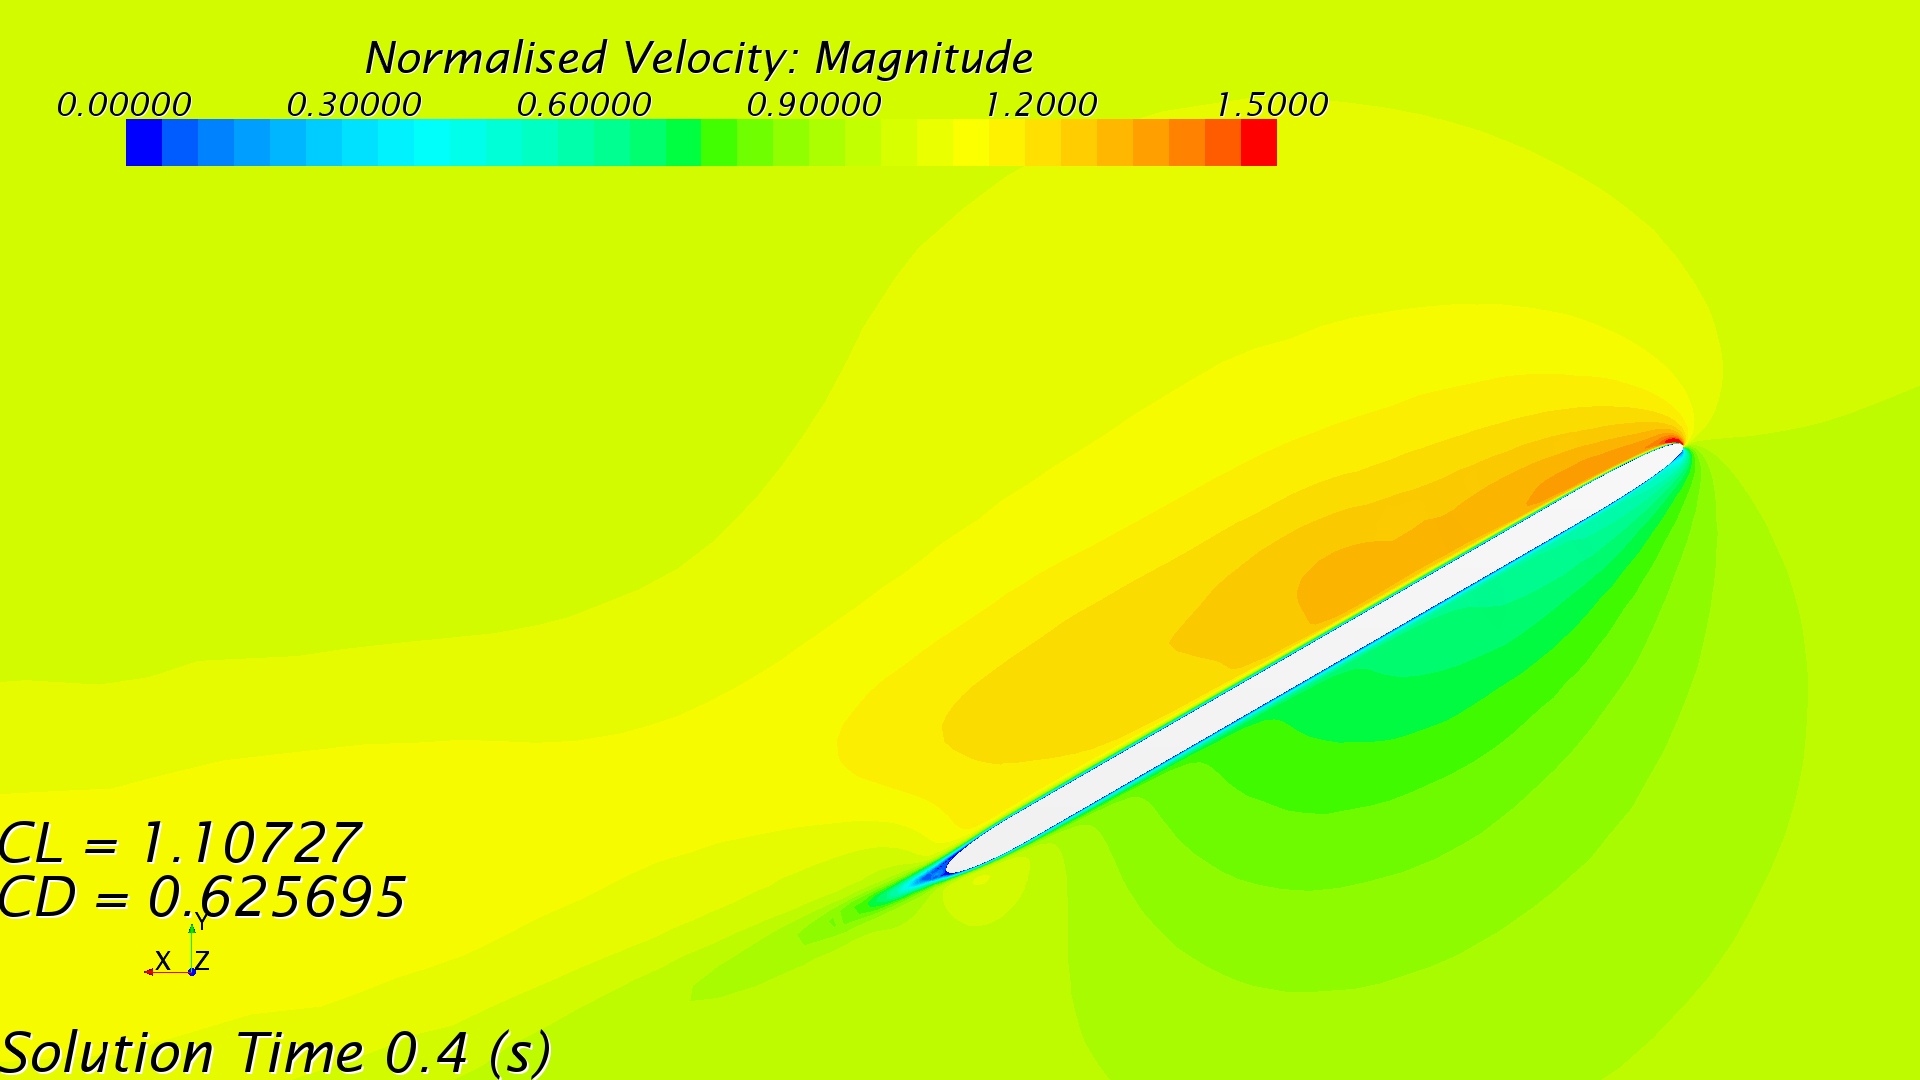 Normalised Velocity: Magnitude
0.00000 0.30000 0.60000 0.90000 1.2000 1.5000
CL = 1.10727
CD = 0.625695
Y
X Z
Solution Time 0.4 (s)